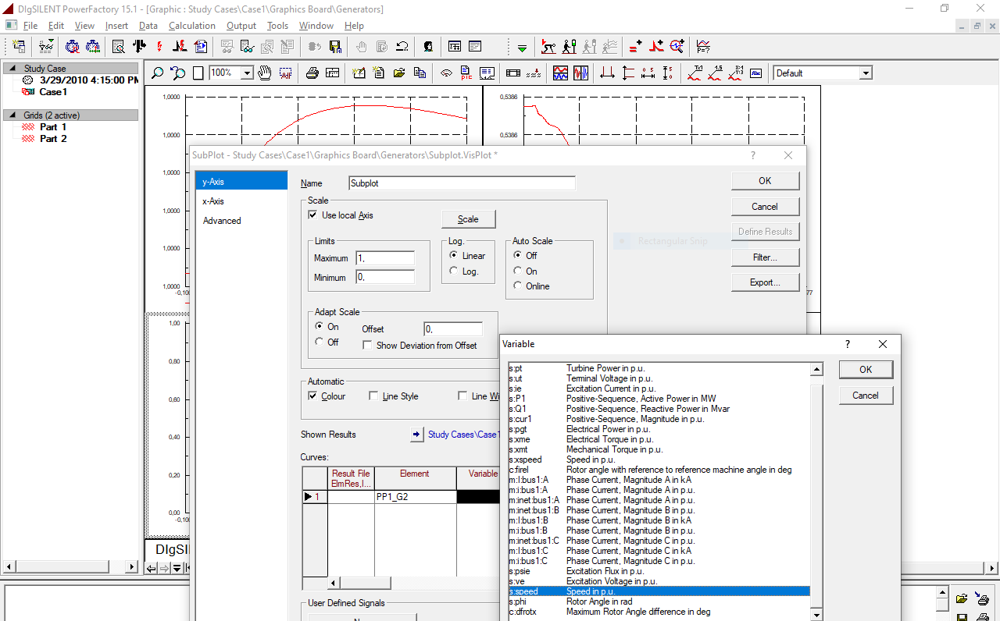 DIgSILENT PowerFactory 15.1 - [Graphic : Study Cases\Case1\Graphics Board\Generators]
File Edit View Insert Data Calculation Output Tools Window Help
100%
Default
Study Case
3/29/2010 4:15:00 PM
Case1
Grids (2 active)
Part 1
Part 2
1,0000
1,0000
1,0000
1,0000
1,0000
1,0000
-0,100
0,5386
0,5386
77
1,00
0,80
0,60
0,40
0,20
0,00
-0,100
DIgSIL
SubPlot - Study Cases\Case1\Graphics Board\Generators\Subplot.VisPlot *
?
y-Axis
x-Axis
Advanced
Name Subplot
OK
Cancel
Define Results
Filter...
Export...
Rectangular Snip
Scale
Use local Axis
Scale
Limits
Maximum 1,
Minimum 0,
Log.
Linear
Log.
Auto Scale
Off
On
Online
Adapt Scale
On
Off
Offset 0,
Show Deviation from Offset
Automatic
Colour Line Style Line Wi
Shown Results Study Cases\Case1
Curves:
Result File Element Variable
ElmRes,I...
1 PP1_G2
User Defined Signals
Variable
?
OK
Cancel
s:pt Turbine Power in p.u.
s:ut Terminal Voltage in p.u.
s:ie Excitation Current in p.u.
s:P1 Positive-Sequence, Active Power in MW
s:Q1 Positive-Sequence, Reactive Power in Mvar
s:cur1 Positive-Sequence, Magnitude in p.u.
s:pgt Electrical Power in p.u.
s:xme Electrical Torque in p.u.
s:xmt Mechanical Torque in p.u.
s:xspeed Speed in p.u.
c:firel Rotor angle with reference to reference machine angle in deg
m:I:bus1:A Phase Current, Magnitude A in kA
m:i:bus1:A Phase Current, Magnitude A in p.u.
m:inet:bus1:A Phase Current, Magnitude A in p.u.
m:inet:bus1:B Phase Current, Magnitude B in p.u.
m:I:bus1:B Phase Current, Magnitude B in kA
m:i:bus1:B Phase Current, Magnitude B in p.u.
m:inet:bus1:C Phase Current, Magnitude C in p.u.
m:I:bus1:C Phase Current, Magnitude C in kA
m:i:bus1:C Phase Current, Magnitude C in p.u.
s:psie Excitation Flux in p.u.
s:ve Excitation Voltage in p.u.
s:speed Speed in p.u.
s:phi Rotor Angle in rad
c:dfrotx Maximum Rotor Angle difference in deg